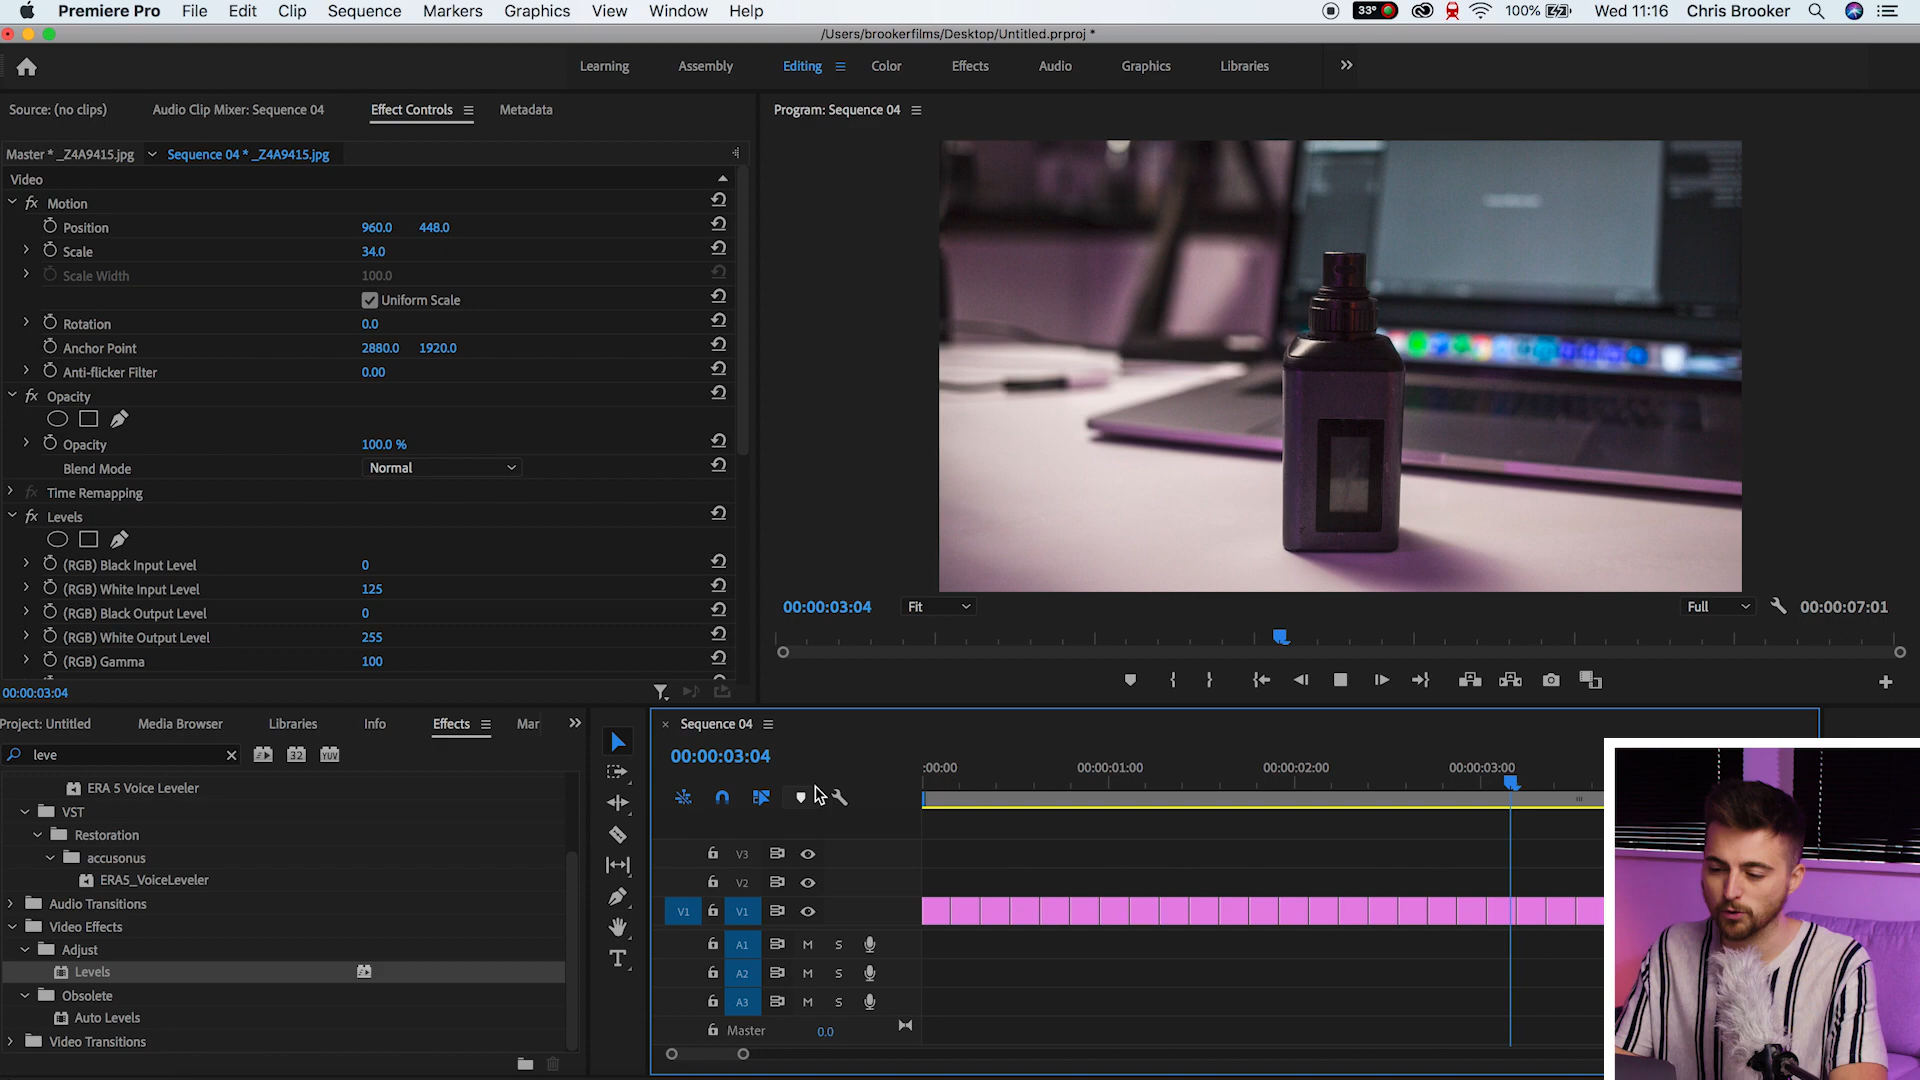 Premiere Pro File Edit Clip Sequence Markers Graphics View Window Help 33° 100% Wed 11:16 Chris Brooker
/Users/brookerfilms/Desktop/Untitled.prproj *
Learning Assembly Editing Color Effects Audio Graphics Libraries
Source: (no clips) Audio Clip Mixer: Sequence 04 Effect Controls Metadata
Program: Sequence 04
Master * _Z4A9415.jpg Sequence 04 * _Z4A9415.jpg
Video
fx Motion
Position 960.0 448.0
Scale 34.0
Scale Width 100.0
Uniform Scale
Rotation 0.0
Anchor Point 2880.0 1920.0
Anti-flicker Filter 0.00
fx Opacity
Opacity 100.0 %
Blend Mode Normal
fx Time Remapping
fx Levels
(RGB) Black Input Level 0
(RGB) White Input Level 125
(RGB) Black Output Level 0
(RGB) White Output Level 255
(RGB) Gamma 100
00:00:03:04
00:00:03:04 Fit Full 00:00:07:01
Project: Untitled Media Browser Libraries Info Effects Mar
leve 32 YUV
ERA 5 Voice Leveler
VST
Restoration
accusonus
ERA5_VoiceLeveler
Audio Transitions
Video Effects
Adjust
Levels
Obsolete
Auto Levels
Video Transitions
Sequence 04
00:00:03:04
:00:00 00:00:01:00 00:00:02:00 00:00:03:00
V3
V2
V1 V1
A1 M S
A2 M S
A3 M S
Master 0.0
T